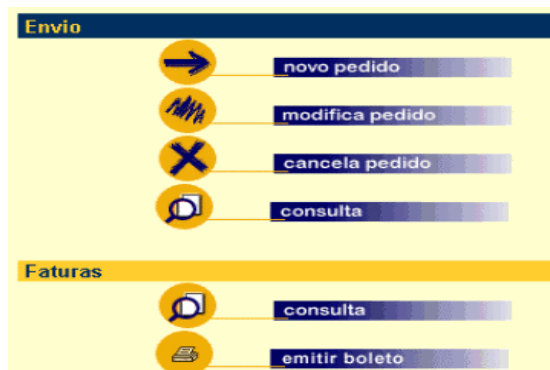 Envio
novo pedido
modifica pedido
cancela pedido
consulta
Faturas
consulta
emitir boleto